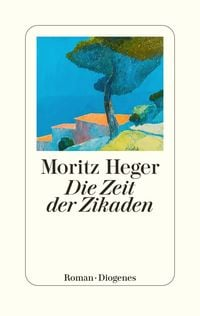 Moritz Heger
Die Zeit
der Zikaden
Roman · Diogenes